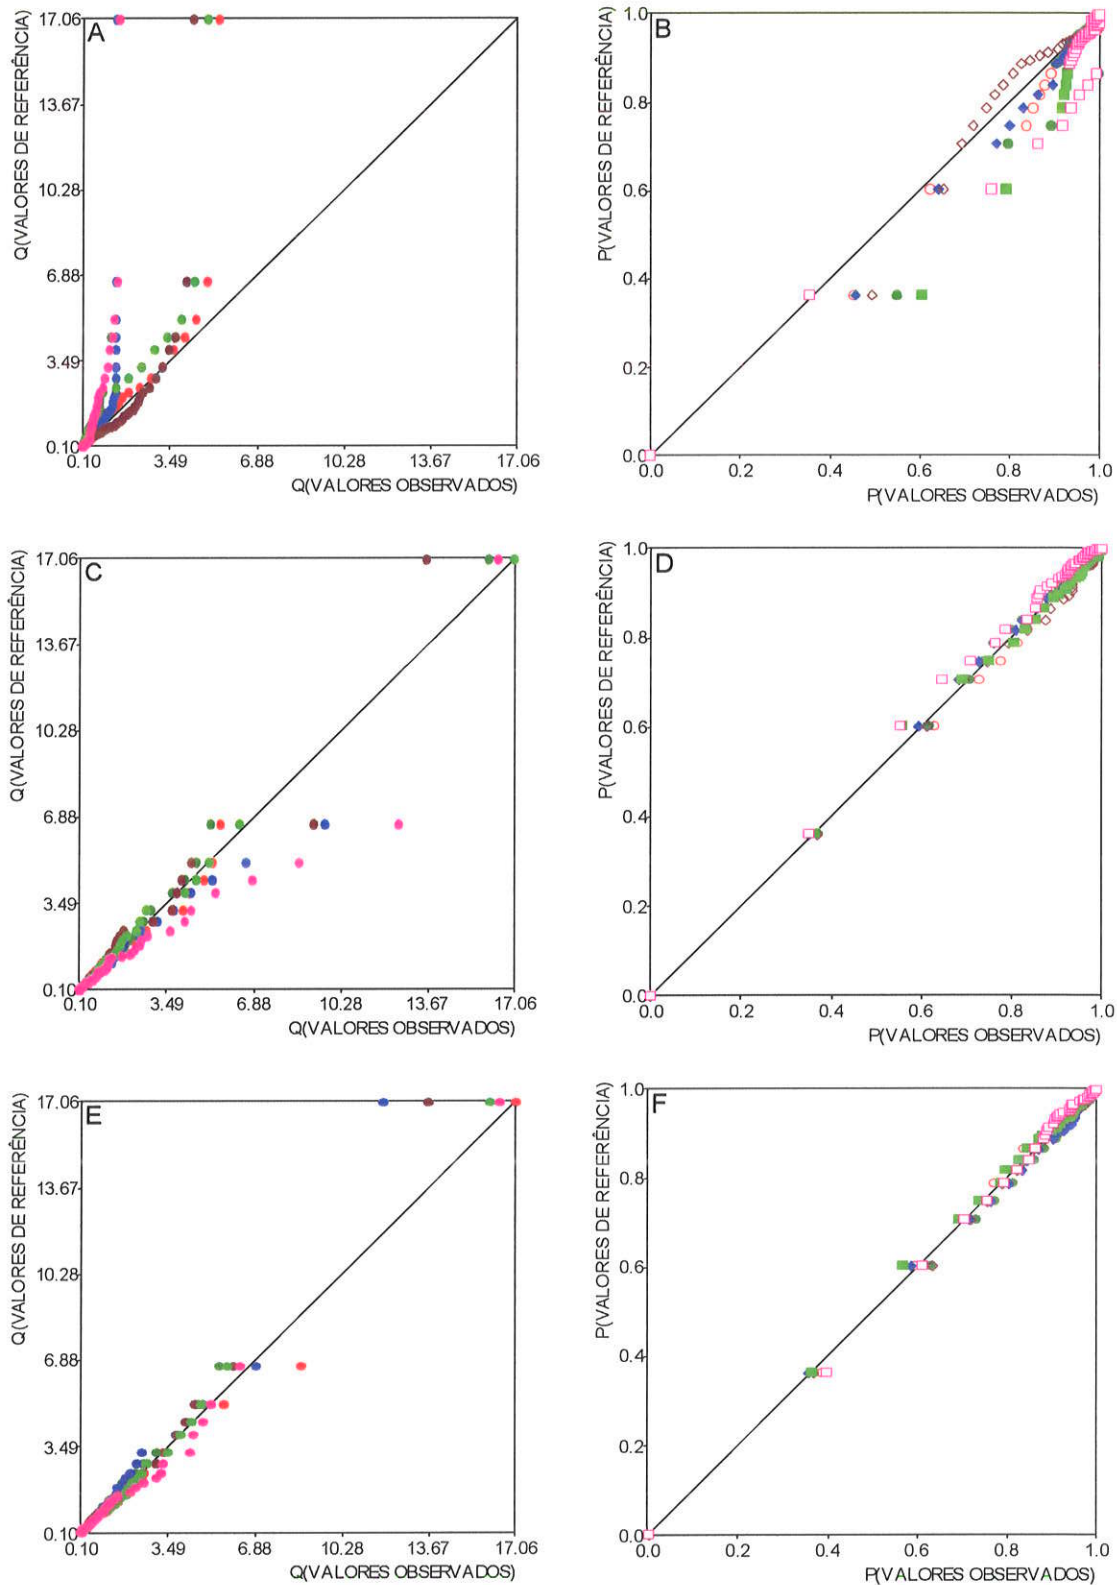 A
Q(VALORES DE REFERÊNCIA)
17.06
13.67
10.28
6.88
3.49
0.10
0.10 3.49 6.88 10.28 13.67 17.06
Q(VALORES OBSERVADOS)
B
P(VALORES DE REFERÊNCIA)
1.0
0.8
0.6
0.4
0.2
0.0
0.0 0.2 0.4 0.6 0.8 1.0
P(VALORES OBSERVADOS)
C
Q(VALORES DE REFERÊNCIA)
17.06
13.67
10.28
6.88
3.49
0.10
0.10 3.49 6.88 10.28 13.67 17.06
Q(VALORES OBSERVADOS)
D
P(VALORES DE REFERÊNCIA)
1.0
0.8
0.6
0.4
0.2
0.0
0.0 0.2 0.4 0.6 0.8 1.0
P(VALORES OBSERVADOS)
E
Q(VALORES DE REFERÊNCIA)
17.06
13.67
10.28
6.88
3.49
0.10
0.10 3.49 6.88 10.28 13.67 17.06
Q(VALORES OBSERVADOS)
F
P(VALORES DE REFERÊNCIA)
1.0
0.8
0.6
0.4
0.2
0.0
0.0 0.2 0.4 0.6 0.8 1.0
P(VALORES OBSERVADOS)